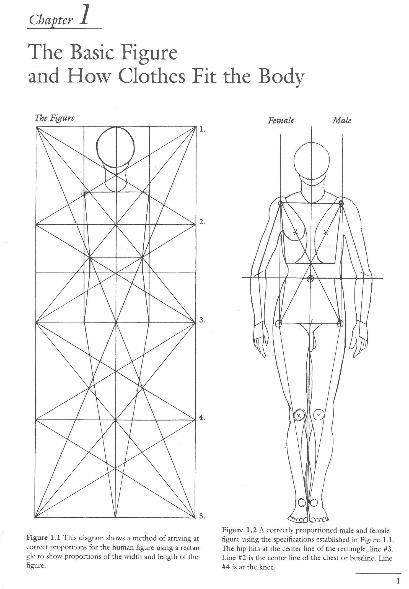 Chapter 1
The Basic Figure
and How Clothes Fit the Body
The Figure
1.
2.
3.
4.
5.
Female Male
Figure 1.1 This diagram shows a method of arriving at
correct proportions for the human figure using a rectan
gle to show proportions of the width and length of the
figure.
Figure 1.2 A correctly proportioned male and female
figure using the specifications established in Figure 1.1.
The hip hits at the center line of the rectangle, line #3.
Line #2 is the center line of the chest or bustline. Line
#4 is at the knee.
1